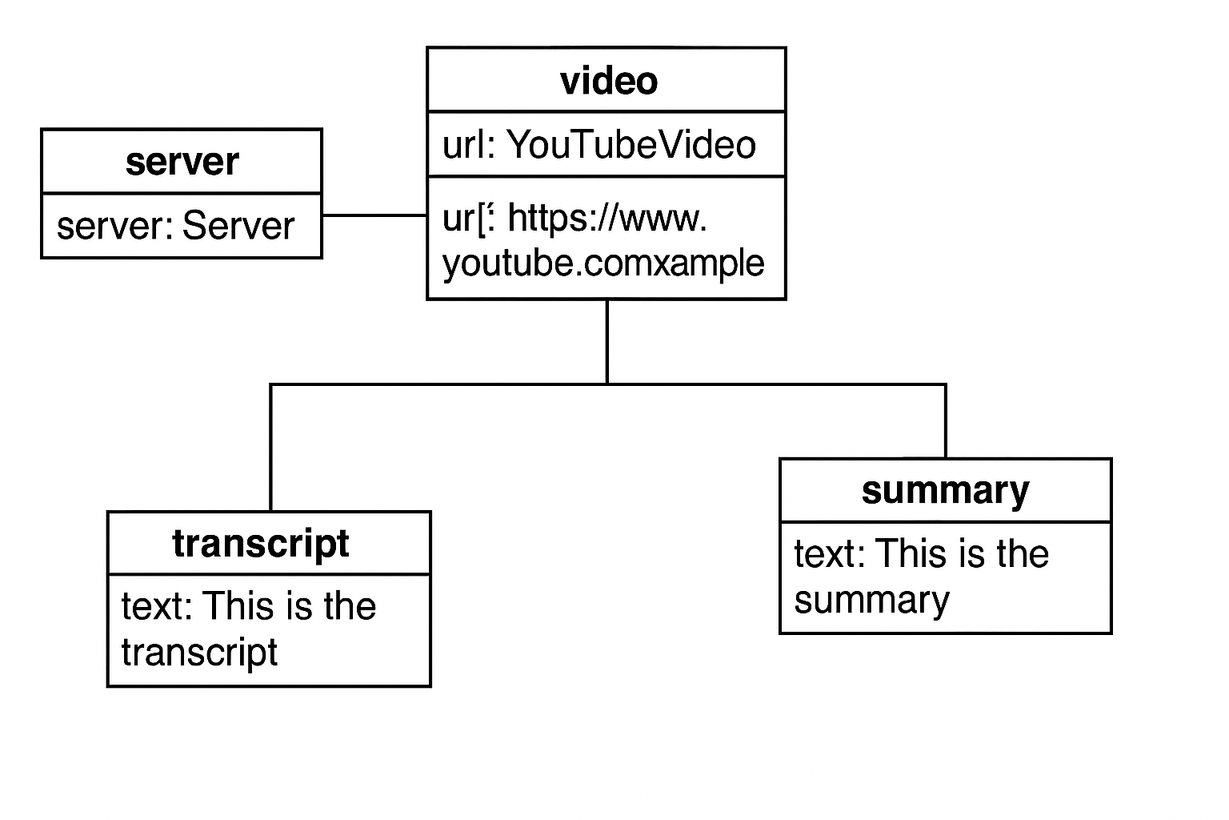 video
url: YouTubeVideo
ur[: https://www.
youtube.comxample
server
server: Server
transcript
text: This is the
transcript
summary
text: This is the
summary